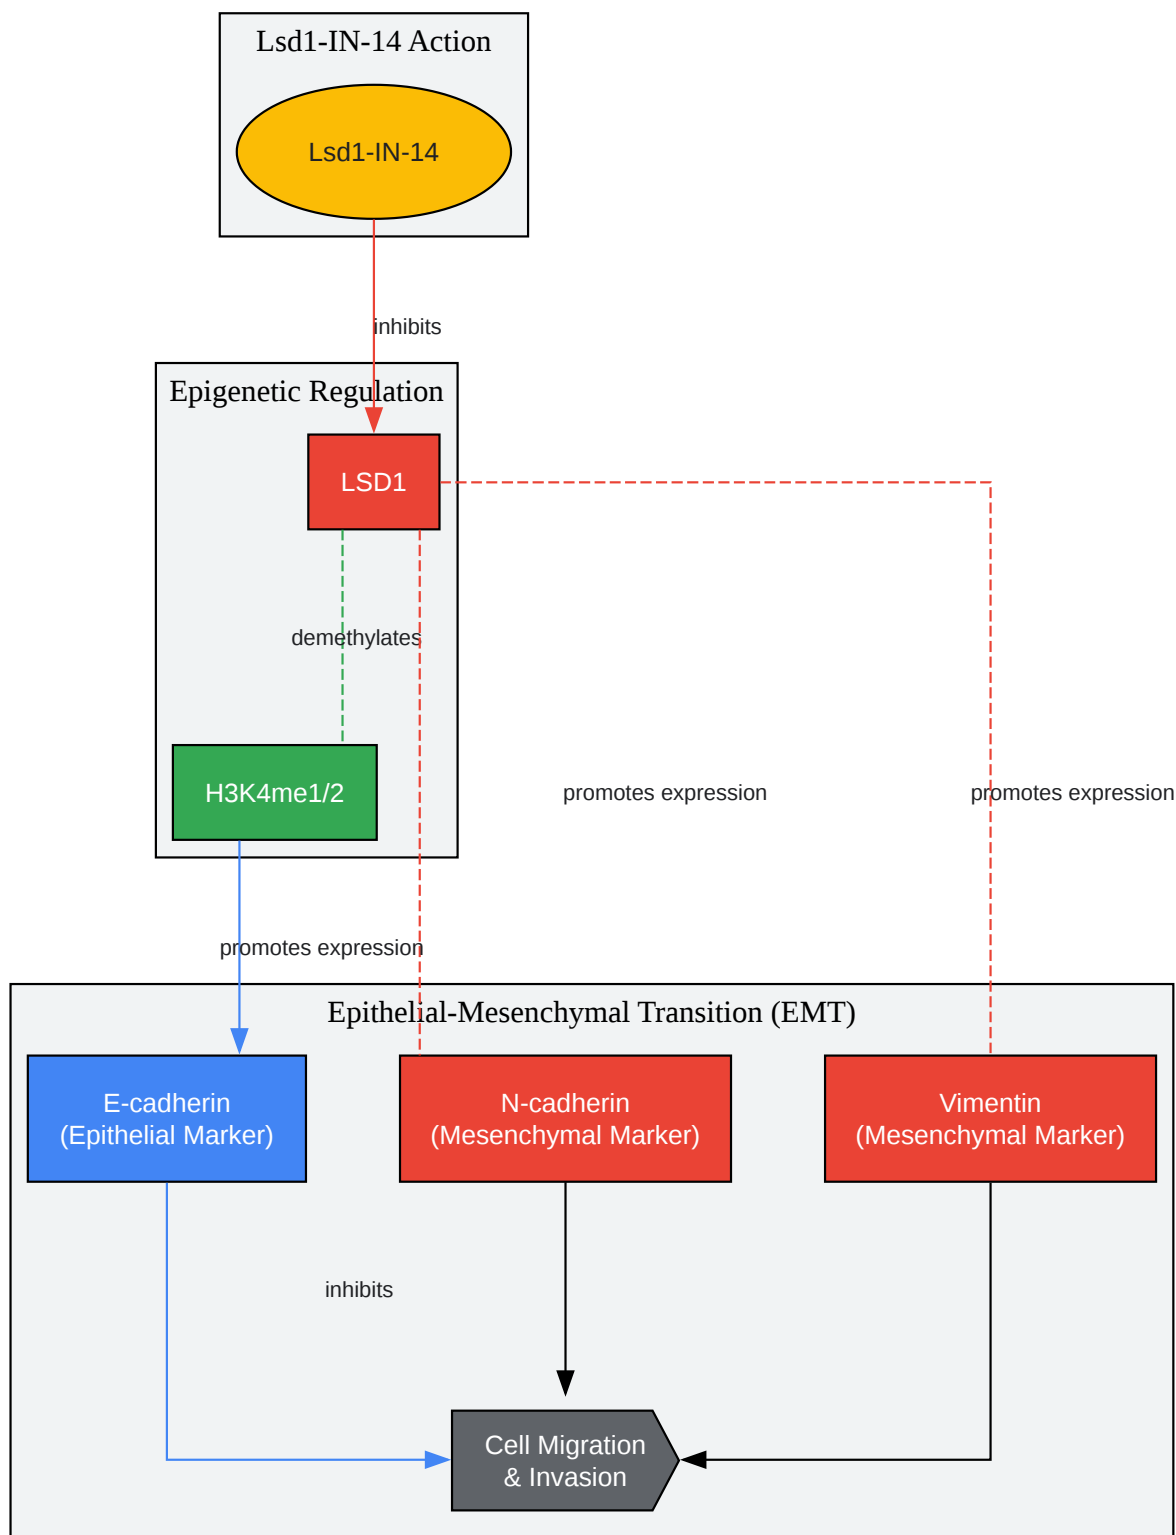 Lsd1-IN-14 Action
Lsd1-IN-14
inhibits
Epigenetic Regulation
LSD1
demethylates
H3K4me1/2
promotes expression
promotes expression
promotes expression
Epithelial-Mesenchymal Transition (EMT)
E-cadherin
(Epithelial Marker)
N-cadherin
(Mesenchymal Marker)
Vimentin
(Mesenchymal Marker)
inhibits
Cell Migration
& Invasion